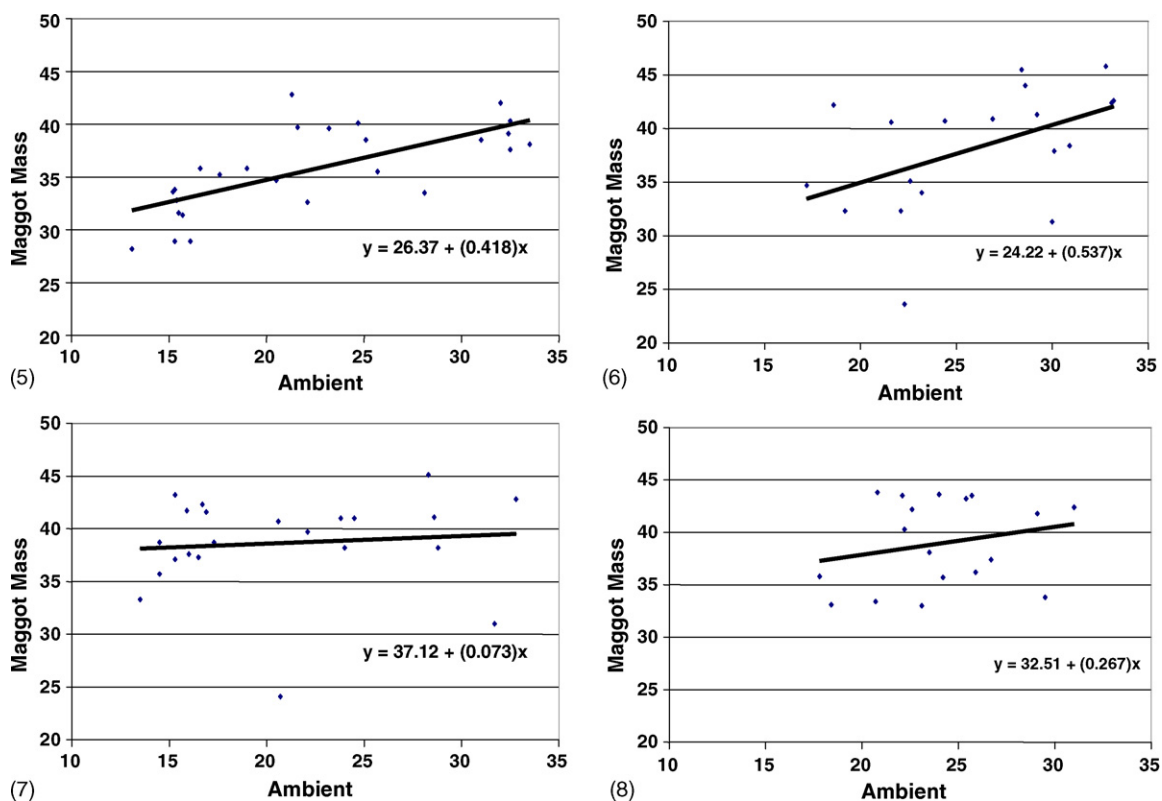 50
45
40
35
30
25
20
Maggot Mass
y = 26.37 + (0.418)x
10 15 20 25 30 35
Ambient
(5)
50
45
40
35
30
25
20
Maggot Mass
y = 24.22 + (0.537)x
10 15 20 25 30 35
Ambient
(6)
50
45
40
35
30
25
20
Maggot Mass
y = 37.12 + (0.073)x
10 15 20 25 30 35
Ambient
(7)
50
45
40
35
30
25
20
Maggot Mass
y = 32.51 + (0.267)x
10 15 20 25 30 35
Ambient
(8)